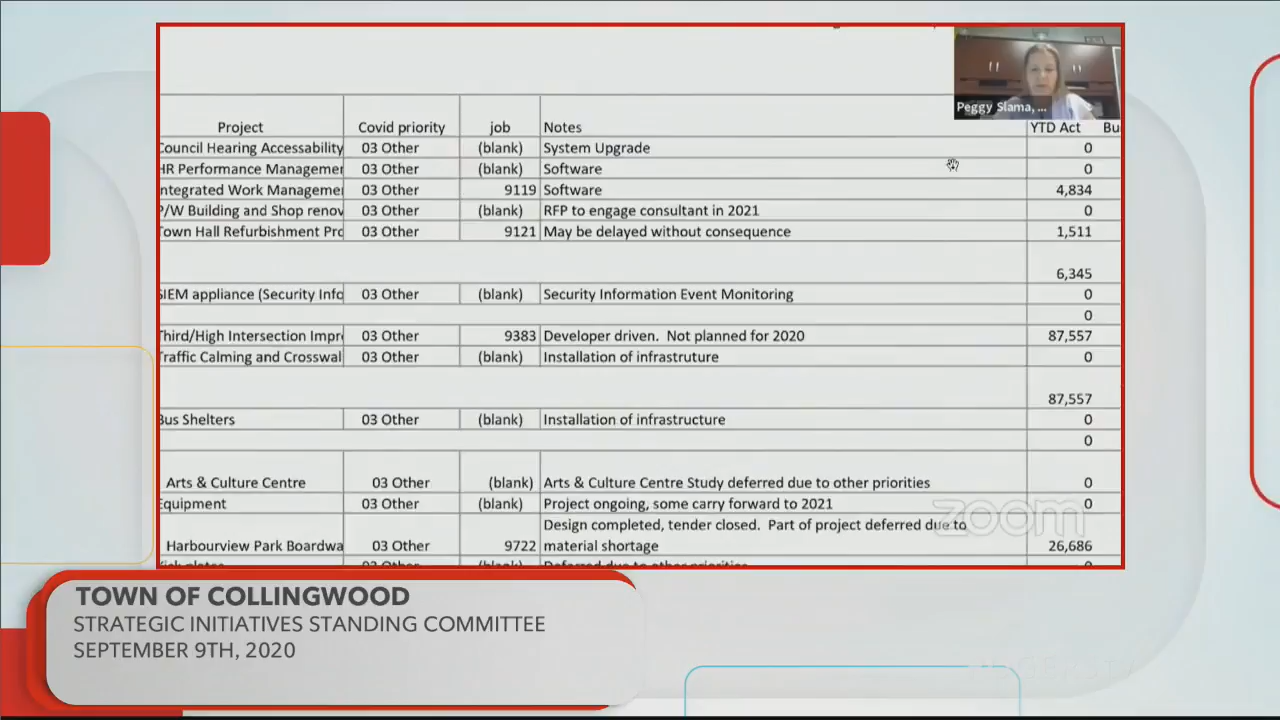 Peggy Slama, ...
Project Covid priority job Notes YTD Act Bu
Council Hearing Accessability 03 Other (blank) System Upgrade 0
HR Performance Managemer 03 Other (blank) Software 0
ntegrated Work Managemer 03 Other 9119 Software 4,834
P/W Building and Shop renov 03 Other (blank) RFP to engage consultant in 2021 0
Town Hall Refurbishment Pro 03 Other 9121 May be delayed without consequence 1,511
6,345
SIEM appliance (Security Info 03 Other (blank) Security Information Event Monitoring 0
0
Third/High Intersection Impr 03 Other 9383 Developer driven. Not planned for 2020 87,557
Traffic Calming and Crosswal 03 Other (blank) Installation of infrastruture 0
87,557
Bus Shelters 03 Other (blank) Installation of infrastructure 0
0
Arts & Culture Centre 03 Other (blank) Arts & Culture Centre Study deferred due to other priorities 0
Equipment 03 Other (blank) Project ongoing, some carry forward to 2021 0
Design completed, tender closed. Part of project deferred due to
Harbourview Park Boardwa 03 Other 9722 material shortage 26,686
zoom
TOWN OF COLLINGWOOD
STRATEGIC INITIATIVES STANDING COMMITTEE
SEPTEMBER 9TH, 2020